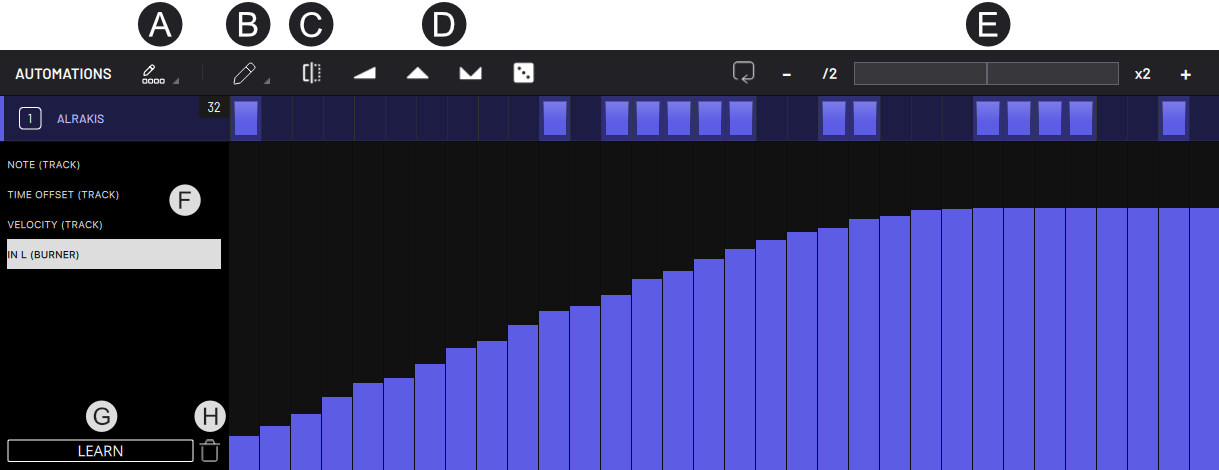 A B C D E
AUTOMATIONS - /2 x2 +
1 ALRAKIS 32
NOTE (TRACK)
TIME OFFSET (TRACK)
F
VELOCITY (TRACK)
IN L (BURNER)
G H
LEARN